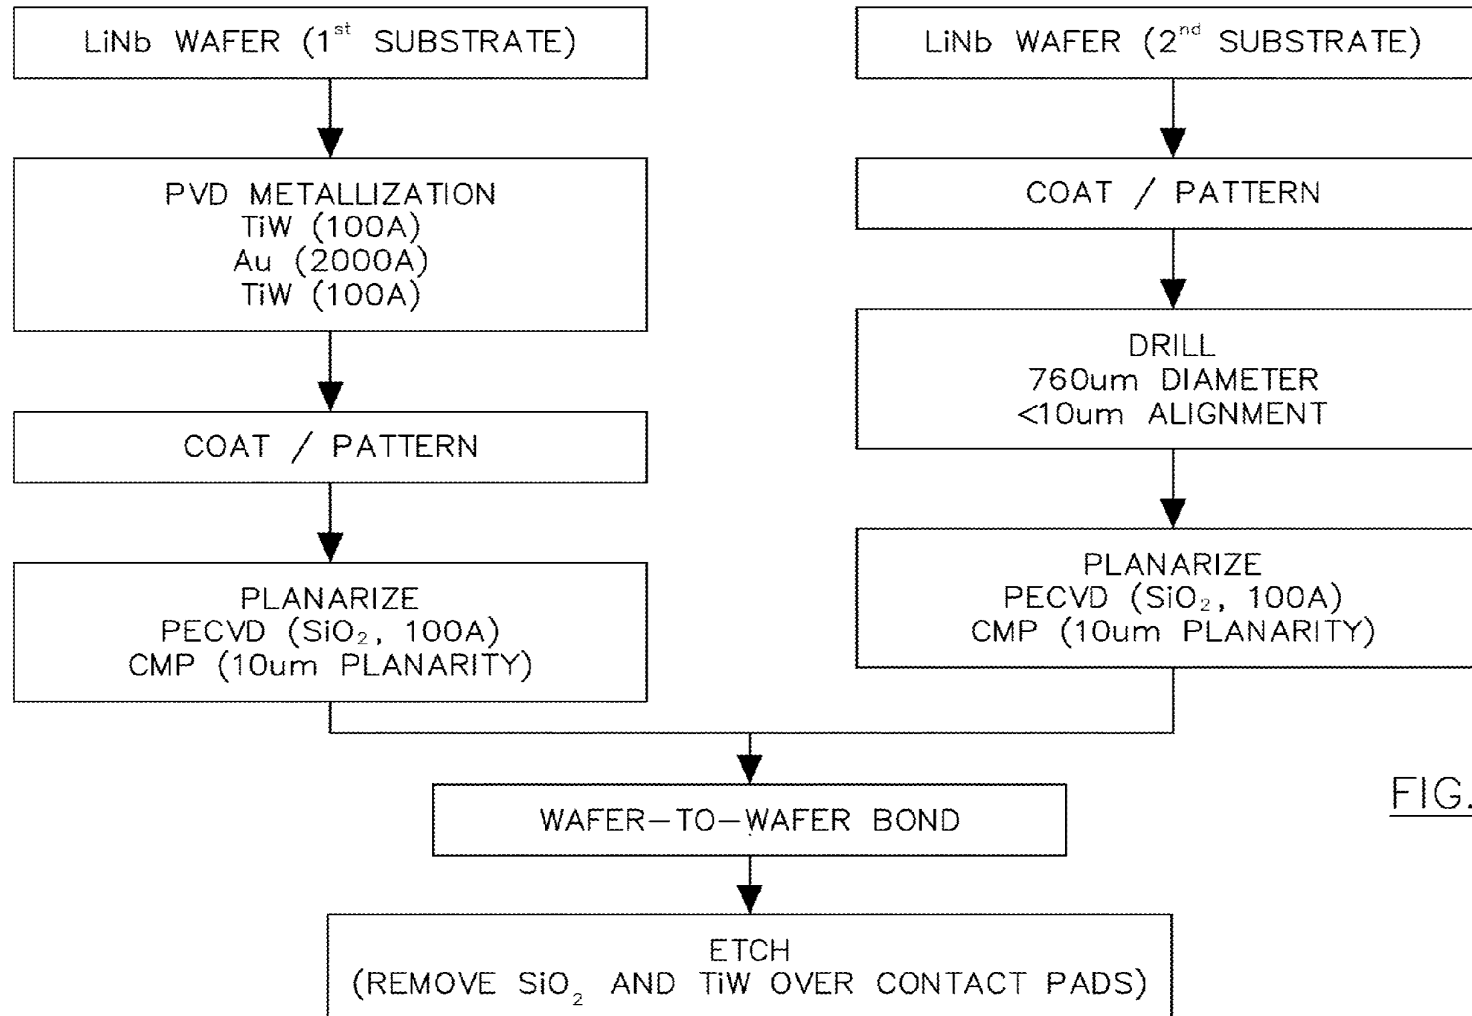 LiNb WAFER (1st SUBSTRATE)
PVD METALLIZATION
TiW (100A)
Au (2000A)
TiW (100A)
COAT / PATTERN
PLANARIZE
PECVD (SiO₂, 100A)
CMP (10um PLANARITY)
LiNb WAFER (2nd SUBSTRATE)
COAT / PATTERN
DRILL
760um DIAMETER
<10um ALIGNMENT
PLANARIZE
PECVD (SiO₂, 100A)
CMP (10um PLANARITY)
WAFER-TO-WAFER BOND
ETCH
(REMOVE SiO₂ AND TiW OVER CONTACT PADS)
FIG.